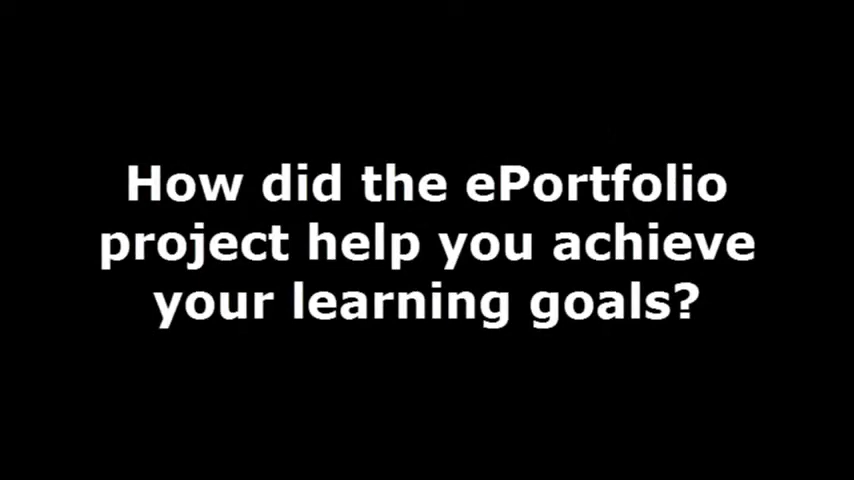 How did the ePortfolio
project help you achieve
your learning goals?